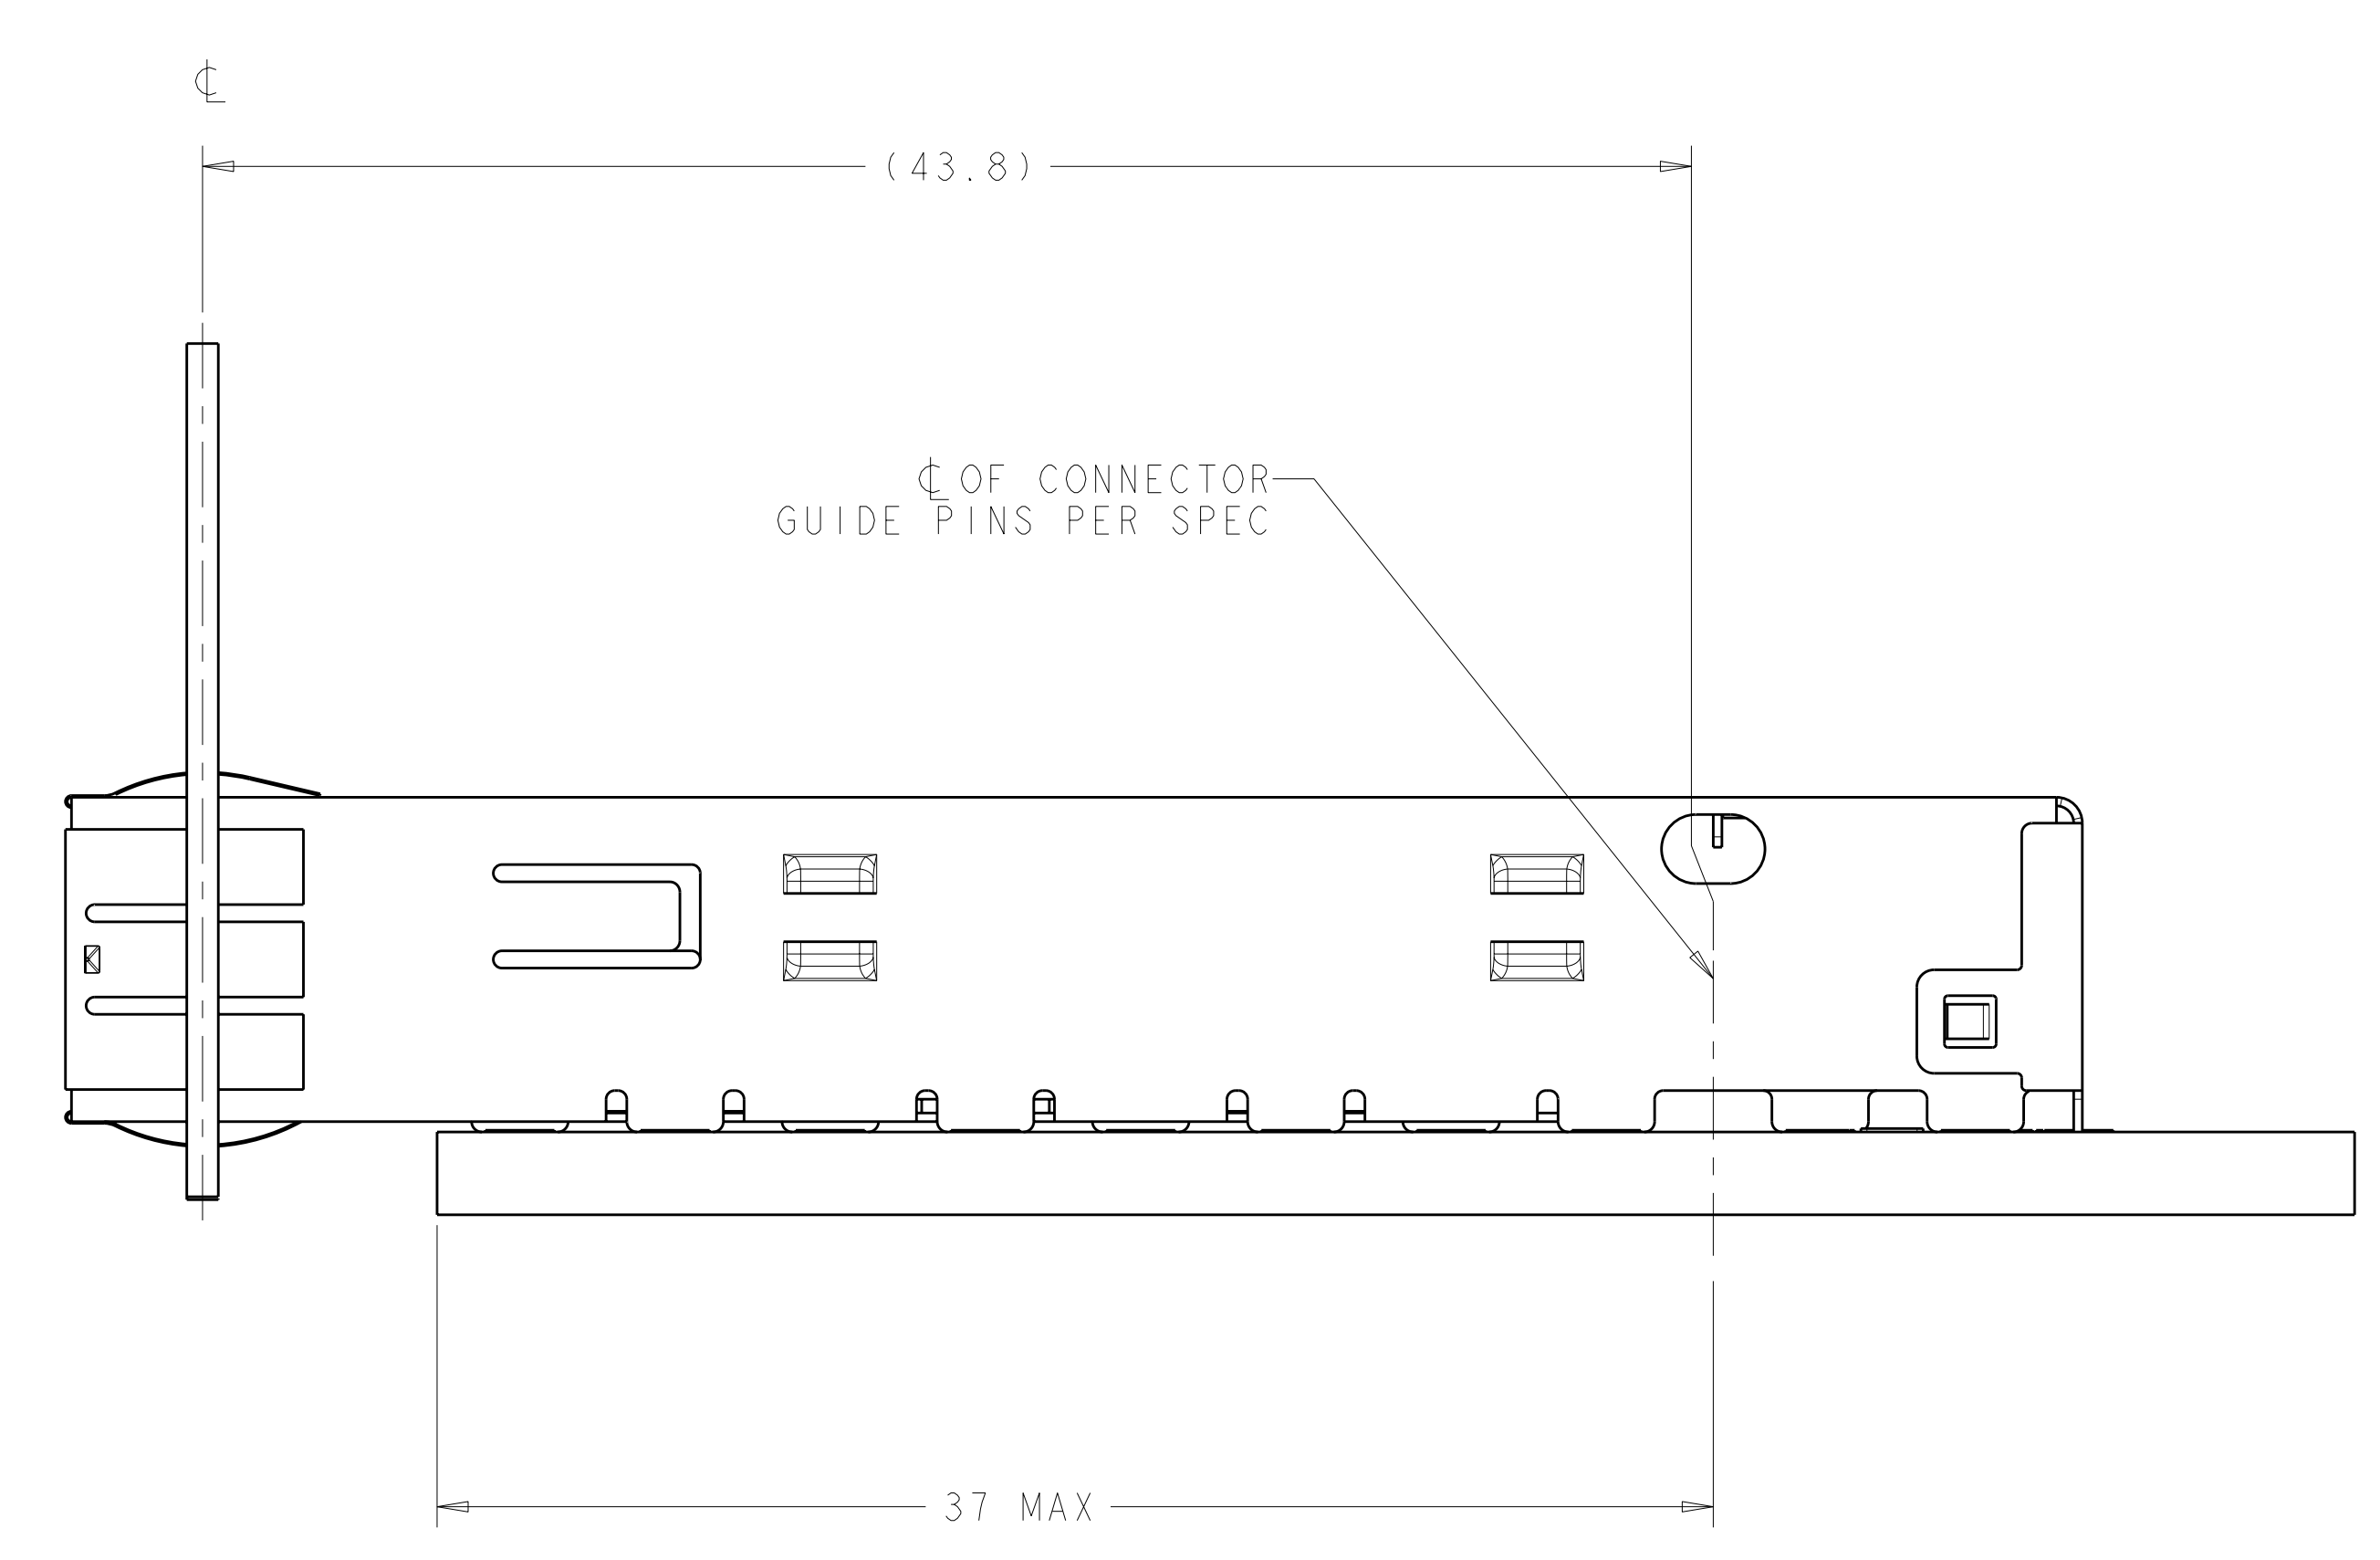 ℄
(43.8)
℄ OF CONNECTOR
GUIDE PINS PER SPEC
37 MAX